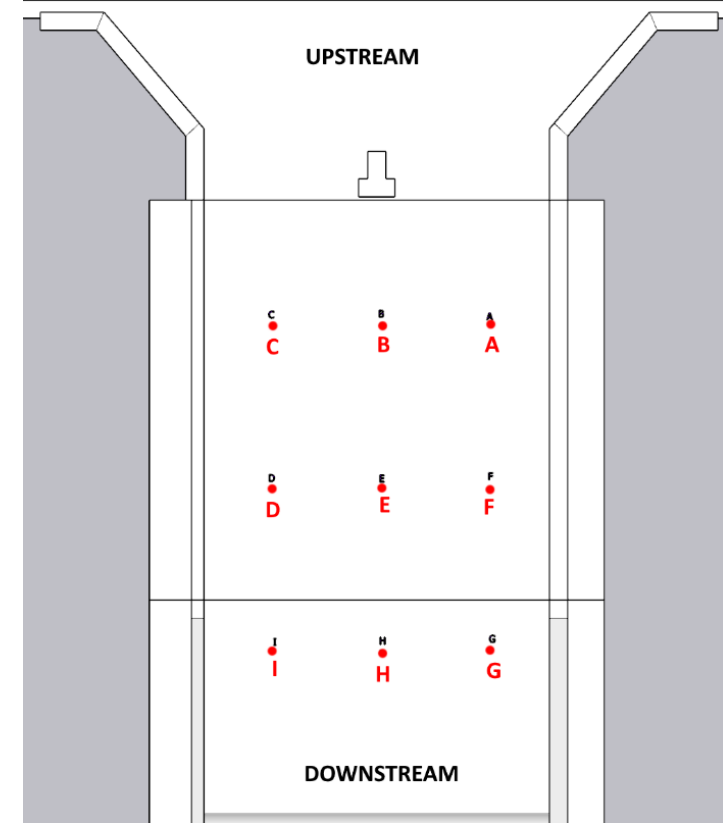 UPSTREAM
C B A
C B A
D E F
D E F
I H G
I H G
DOWNSTREAM